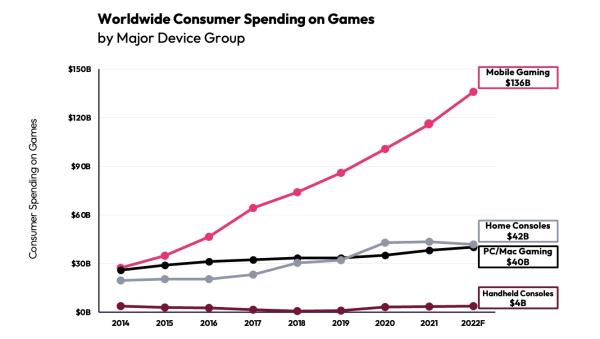 Worldwide Consumer Spending on Games
by Major Device Group
Consumer Spending on Games
$150B
$120B
$90B
$60B
$30B
$0B
Mobile Gaming
$136B
Home Consoles
$42B
PC/Mac Gaming
$40B
Handheld Consoles
$4B
2014 2015 2016 2017 2018 2019 2020 2021 2022F